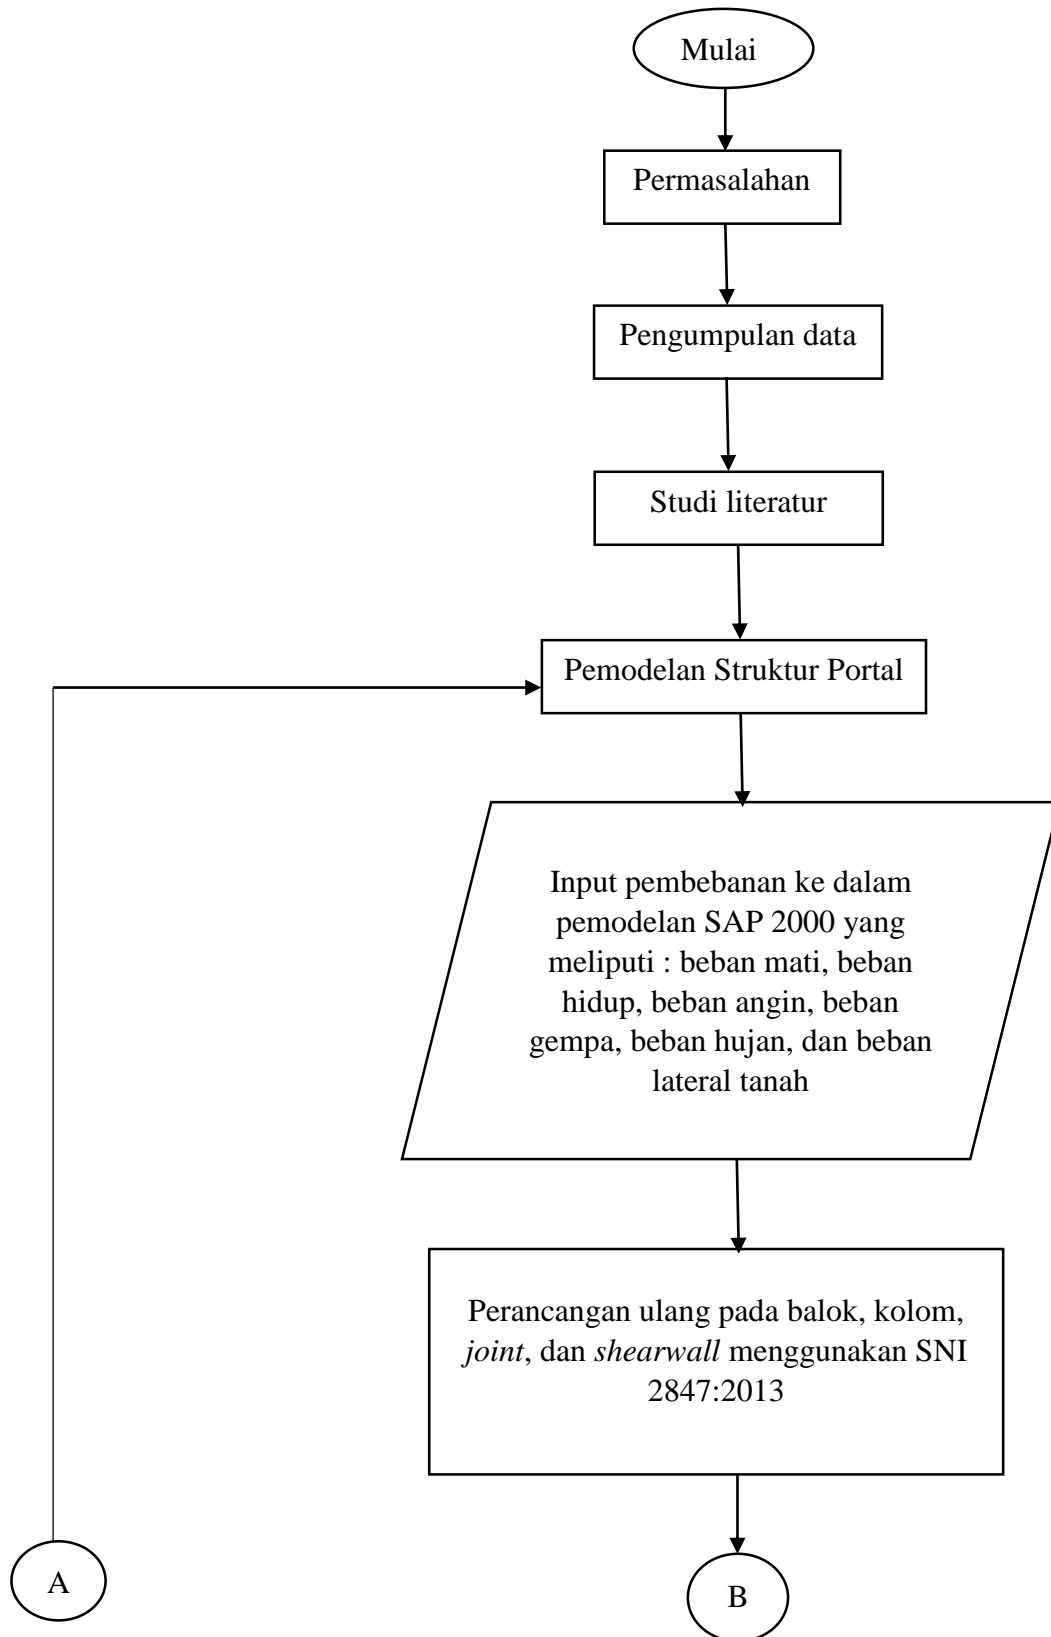 Mulai
Permasalahan
Pengumpulan data
Studi literatur
Pemodelan Struktur Portal
Input pembebanan ke dalam
pemodelan SAP 2000 yang
meliputi : beban mati, beban
hidup, beban angin, beban
gempa, beban hujan, dan beban
lateral tanah
Perancangan ulang pada balok, kolom,
joint, dan shearwall menggunakan SNI
2847:2013
A
B